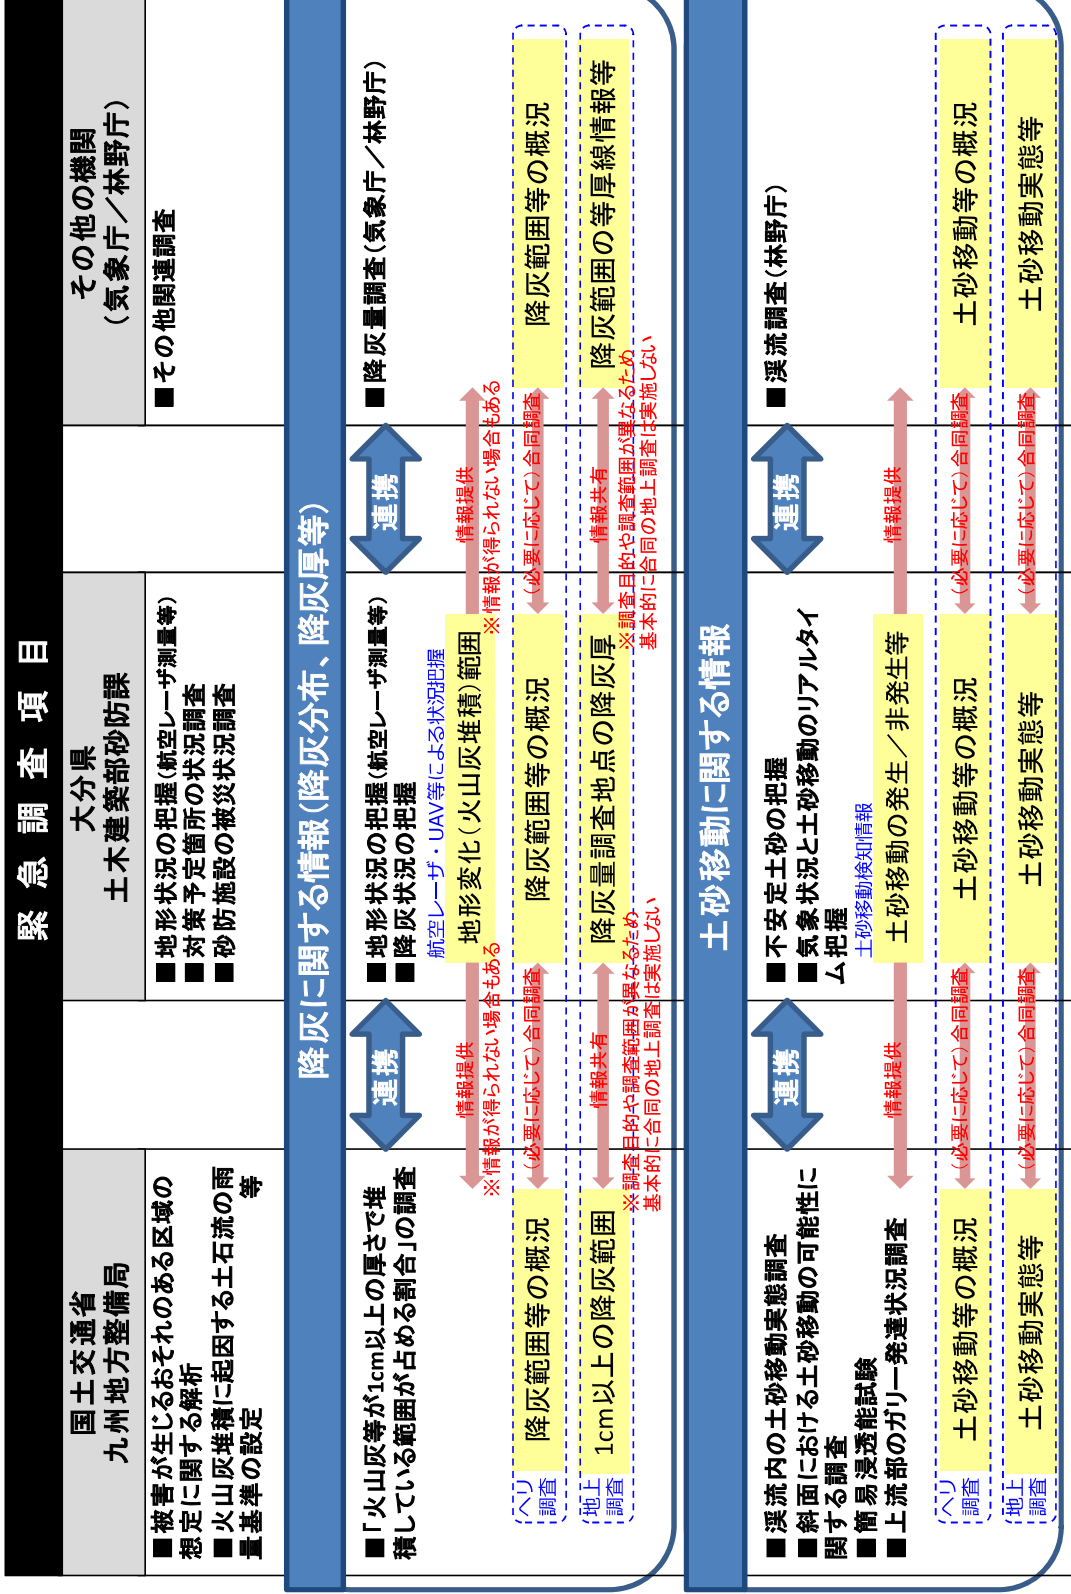 緊急調査項目
国土交通省
九州地方整備局
大分県
土木建築部砂防課
その他の機関
（気象庁／林野庁）
■被害が生じるおそれのある区域の
想定に関する解析
■火山灰堆積に起因する土石流の雨
量基準の設定　等
■地形状況の把握(航空レーザ測量等)
■対策予定箇所の状況調査
■砂防施設の被災状況調査
■その他関連調査
降灰に関する情報(降灰分布、降灰厚等)
■「火山灰等が1cm以上の厚さで堆
積している範囲が占める割合」の調査
連携
■地形状況の把握(航空レーザ測量等)
■降灰状況の把握
連携
■降灰量調査(気象庁／林野庁)
航空レーザ・UAV等による状況把握
情報提供
地形変化(火山灰堆積)範囲
情報提供
※情報が得られない場合もある
※情報が得られない場合もある
ヘリ
調査
降灰範囲等の概況
(必要に応じて)合同調査
降灰範囲等の概況
(必要に応じて)合同調査
降灰範囲等の概況
地上
調査
1cm以上の降灰範囲
情報共有
降灰量調査地点の降灰厚
情報共有
降灰範囲の等厚線情報等
※調査目的や調査範囲が異なるため
基本的に合同の地上調査は実施しない
※調査目的や調査範囲が異なるため
基本的に合同の地上調査は実施しない
土砂移動に関する情報
■渓流内の土砂移動実態調査
■斜面における土砂移動の可能性に
関する調査
■簡易浸透能試験
■上流部のガリー発達状況調査
連携
■不安定土砂の把握
■気象状況と土砂移動のリアルタイ
ム把握
連携
■渓流調査(林野庁)
土砂移動検知情報
情報提供
土砂移動の発生／非発生等
情報提供
ヘリ
調査
土砂移動等の概況
(必要に応じて)合同調査
土砂移動等の概況
(必要に応じて)合同調査
土砂移動等の概況
地上
調査
土砂移動実態等
(必要に応じて)合同調査
土砂移動実態等
(必要に応じて)合同調査
土砂移動実態等